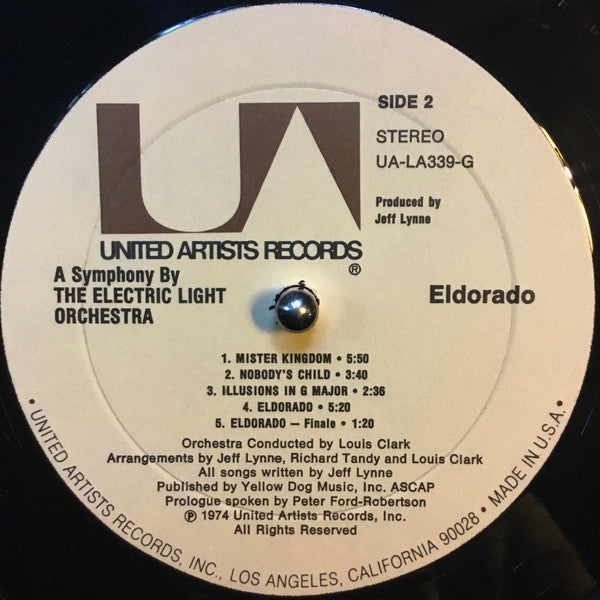 UA
SIDE 2
STEREO
UA-LA339-G
Produced by
Jeff Lynne
UNITED ARTISTS RECORDS
®
A Symphony By
THE ELECTRIC LIGHT
ORCHESTRA
Eldorado
1. MISTER KINGDOM • 5:50
2. NOBODY'S CHILD • 3:40
3. ILLUSIONS IN G MAJOR • 2:36
4. ELDORADO • 5:20
5. ELDORADO — Finale • 1:20
Orchestra Conducted by Louis Clark
Arrangements by Jeff Lynne, Richard Tandy and Louis Clark
All songs written by Jeff Lynne
Published by Yellow Dog Music, Inc. ASCAP
Prologue spoken by Peter Ford-Robertson
℗ 1974 United Artists Records, Inc.
All Rights Reserved
• UNITED ARTISTS RECORDS, INC., LOS ANGELES, CALIFORNIA 90028 • MADE IN U.S.A. •